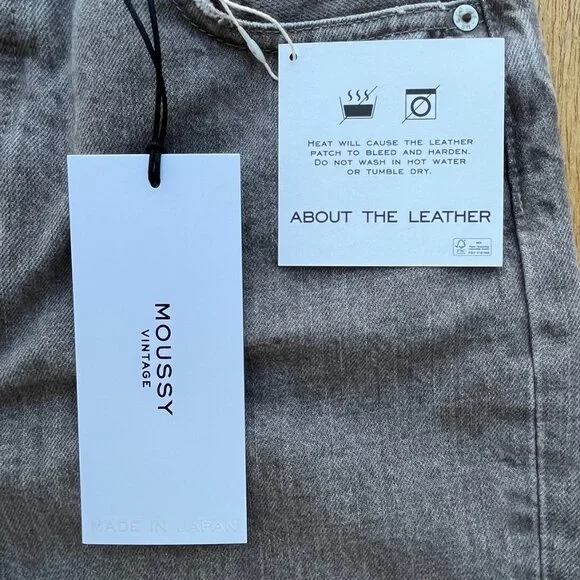 HEAT WILL CAUSE THE LEATHER
PATCH TO BLEED AND HARDEN.
DO NOT WASH IN HOT WATER
OR TUMBLE DRY.
ABOUT THE LEATHER
MOUSSY
VINTAGE
MADE IN JAPAN